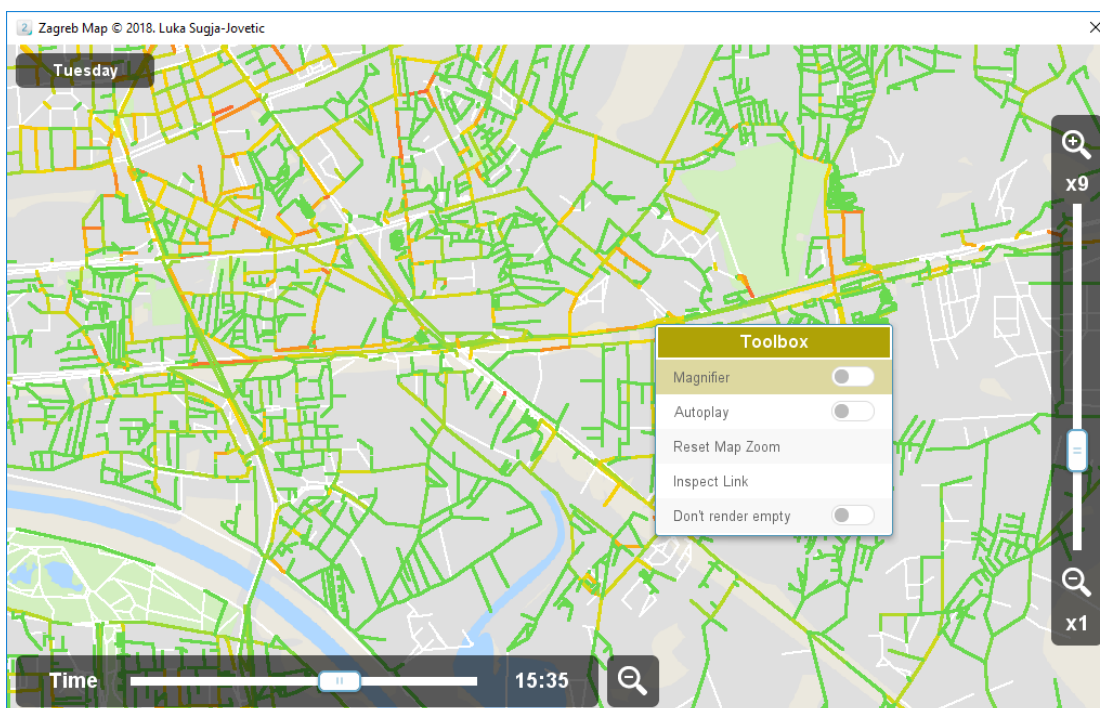 Zagreb Map © 2018. Luka Sugja-Jovetic
Tuesday
x9
Toolbox
Magnifier
Autoplay
Reset Map Zoom
Inspect Link
Don't render empty
x1
Time 15:35